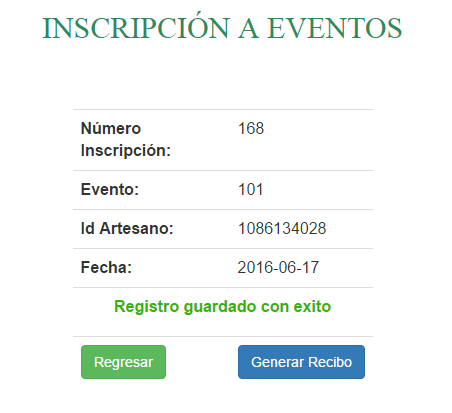 INSCRIPCIÓN A EVENTOS
Número 168
Inscripción:
Evento: 101
Id Artesano: 1086134028
Fecha: 2016-06-17
Registro guardado con exito
Regresar Generar Recibo